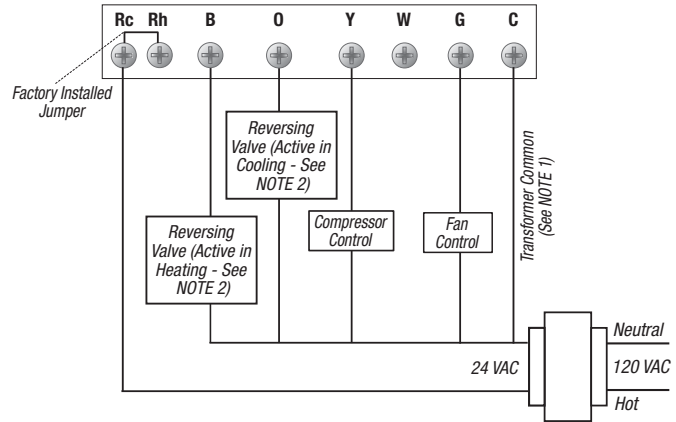 Rc Rh B O Y W G C
Factory Installed
Jumper
Reversing
Valve (Active in
Cooling - See
NOTE 2)
Reversing
Valve (Active in
Heating - See
NOTE 2)
Compressor
Control
Fan
Control
Transformer Common
(See NOTE 1)
24 VAC
Neutral
120 VAC
Hot